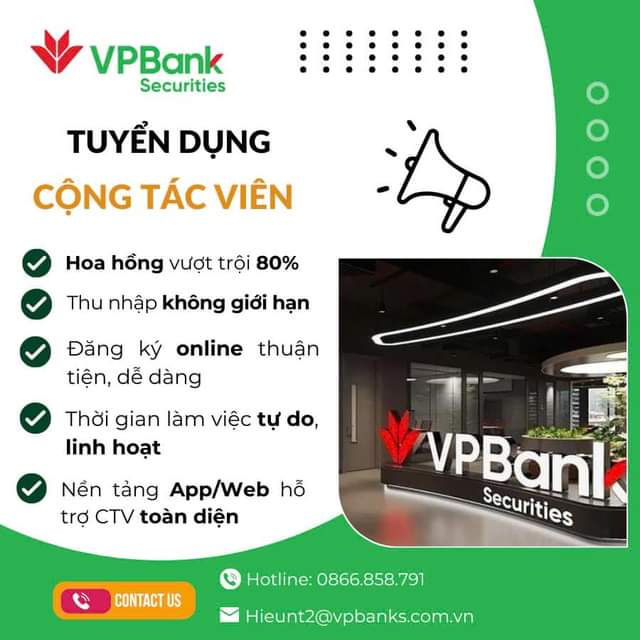 VPBank
Securities
TUYỂN DỤNG
CỘNG TÁC VIÊN
Hoa hồng vượt trội 80%
Thu nhập không giới hạn
Đăng ký online thuận
tiện, dễ dàng
Thời gian làm việc tự do,
linh hoạt
Nền tảng App/Web hỗ
trợ CTV toàn diện
VPBank
Securities
CONTACT US
Hotline: 0866.858.791
Hieunt2@vpbanks.com.vn